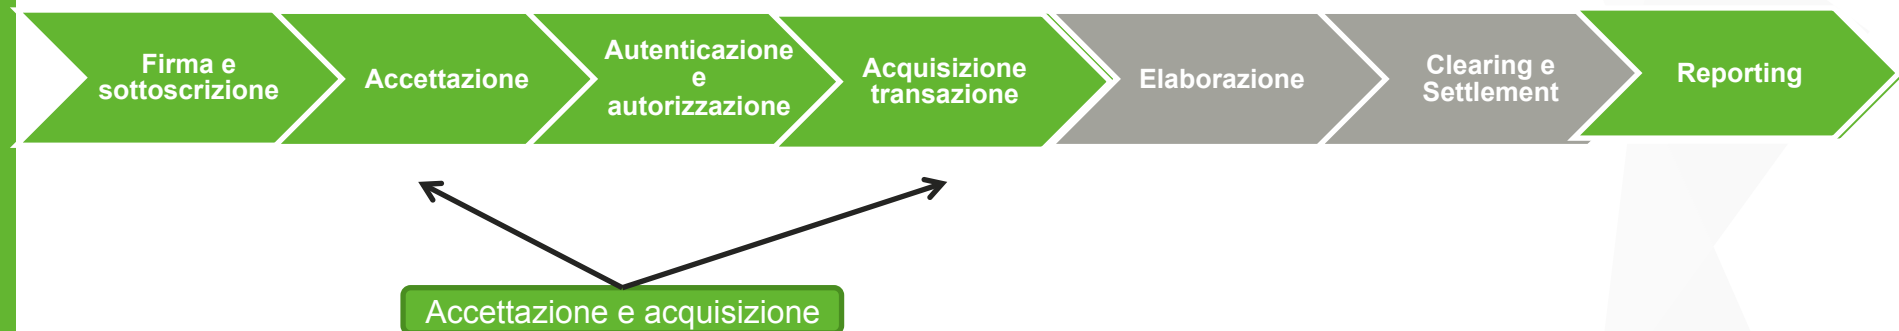 Firma e
sottoscrizione
Accettazione
Autenticazione
e
autorizzazione
Acquisizione
transazione
Elaborazione
Clearing e
Settlement
Reporting
Accettazione e acquisizione